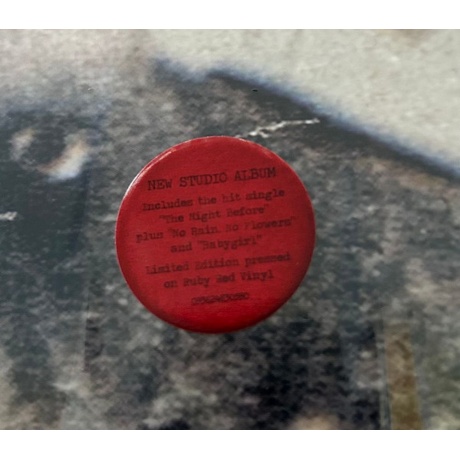 NEW STUDIO ALBUM
Includes the hit single
"The Night Before"
plus "No Rain, No Flowers"
and "Babygirl"
Limited Edition pressed
on Ruby Red Vinyl